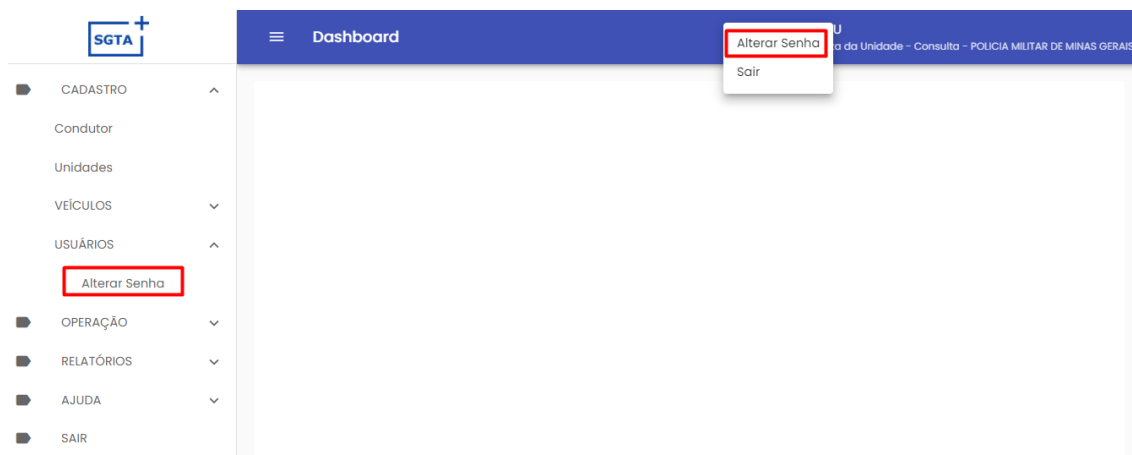 SGTA
CADASTRO
Condutor
Unidades
VEÍCULOS
USUÁRIOS
Alterar Senha
OPERAÇÃO
RELATÓRIOS
AJUDA
SAIR
Dashboard
Alterar Senha
Sair
U
da Unidade - Consulta - POLICIA MILITAR DE MINAS GERAIS